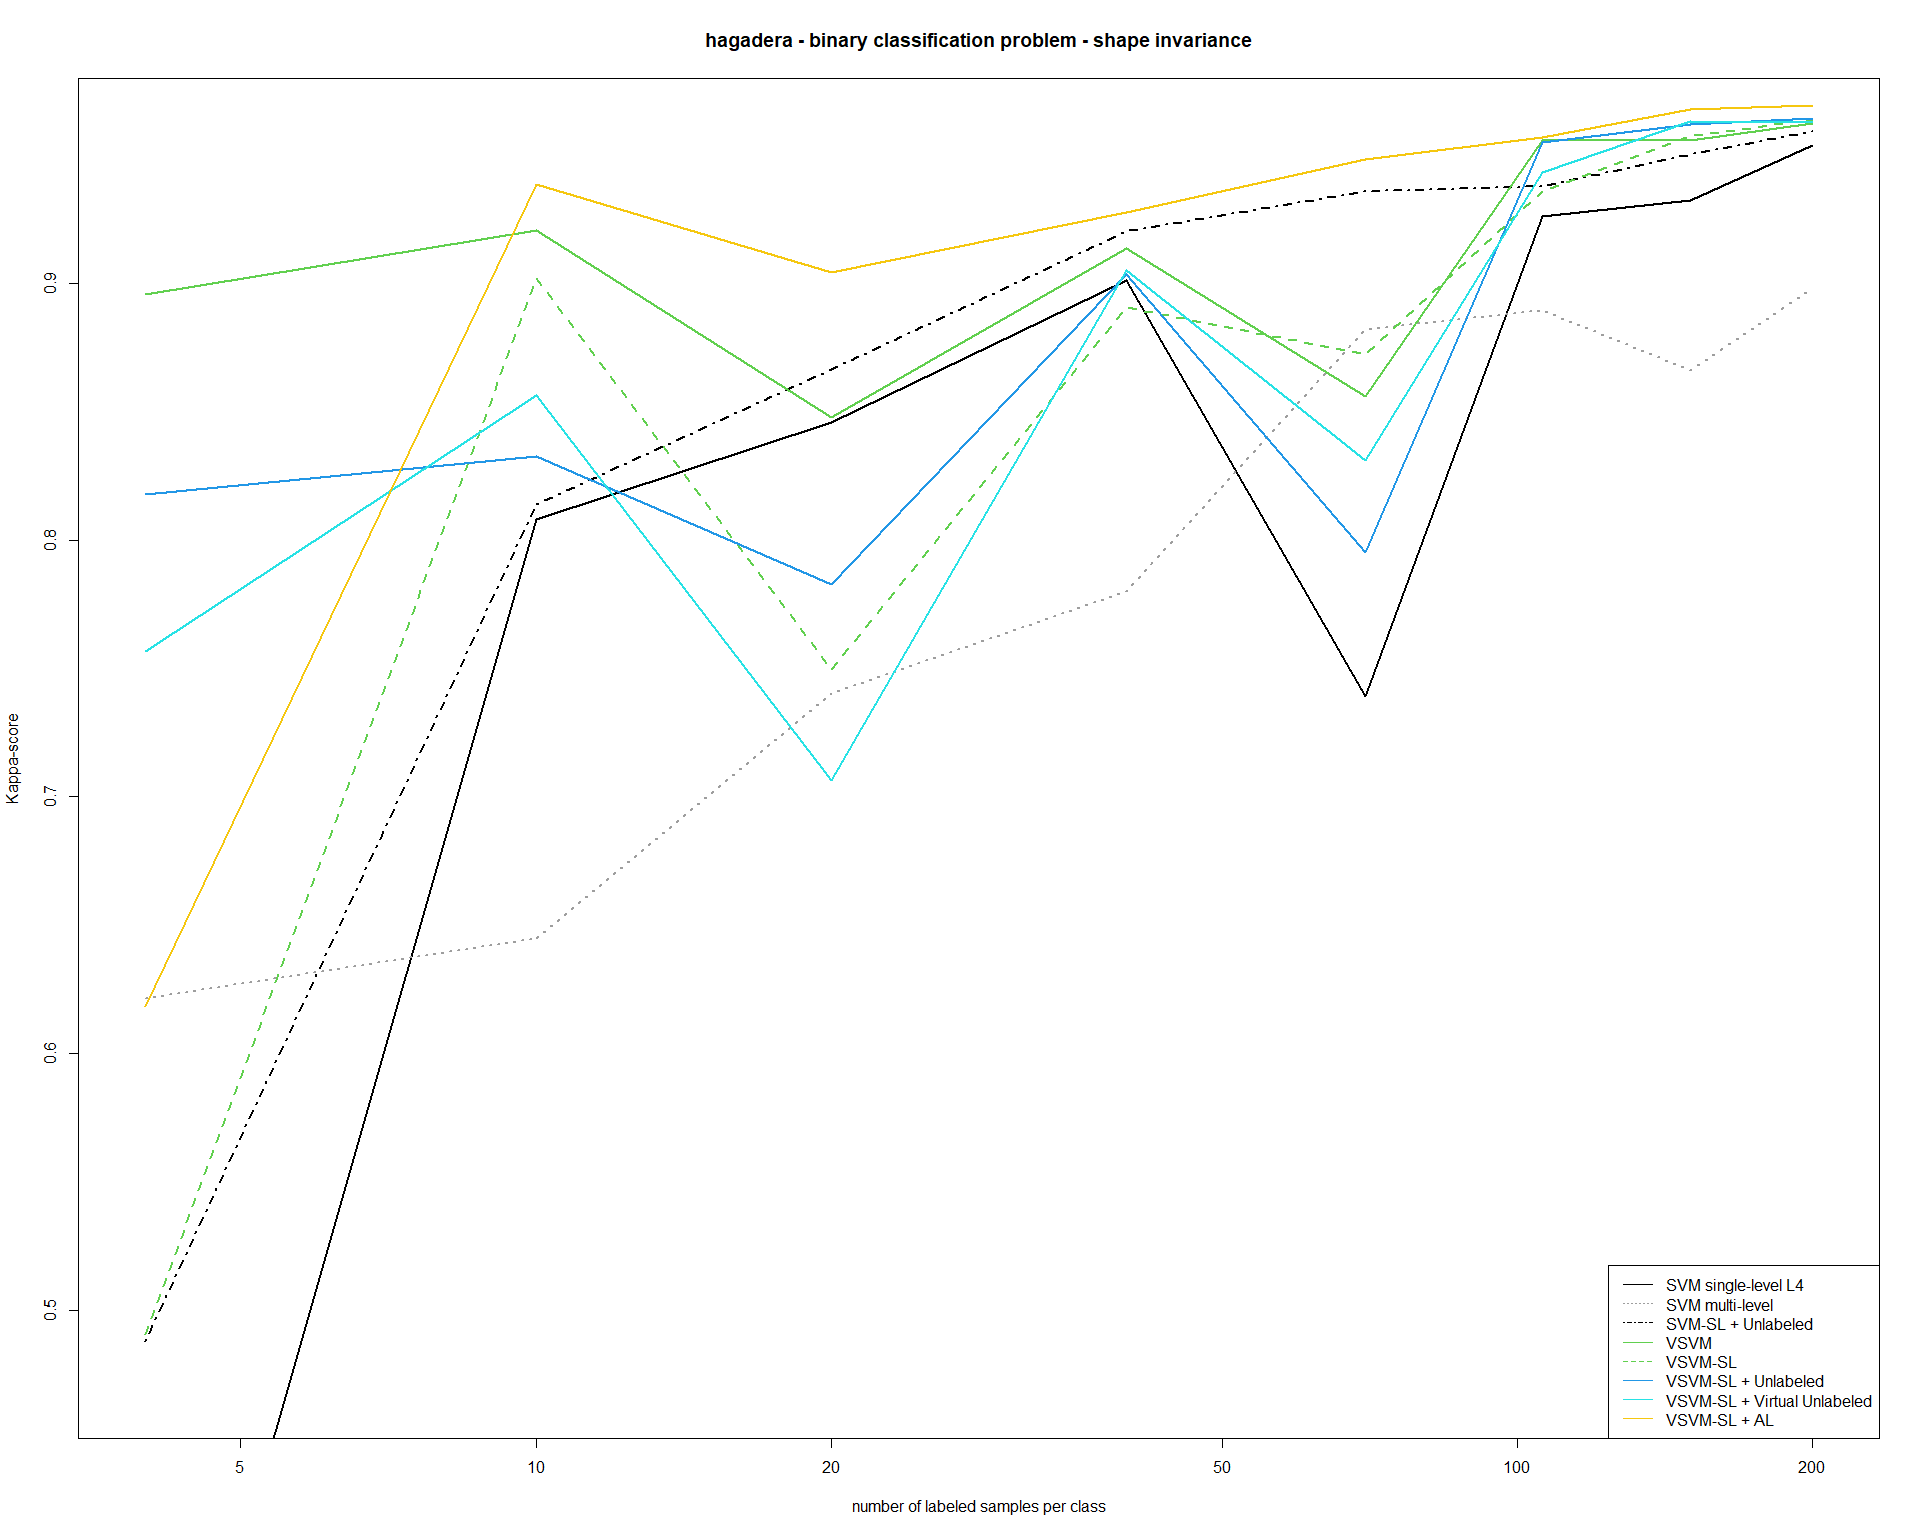 hagadera - binary classification problem - shape invariance
Kappa-score
0.9
0.8
0.7
0.6
0.5
5
10
20
50
100
200
number of labeled samples per class
SVM single-level L4
SVM multi-level
SVM-SL + Unlabeled
VSVM
VSVM-SL
VSVM-SL + Unlabeled
VSVM-SL + Virtual Unlabeled
VSVM-SL + AL